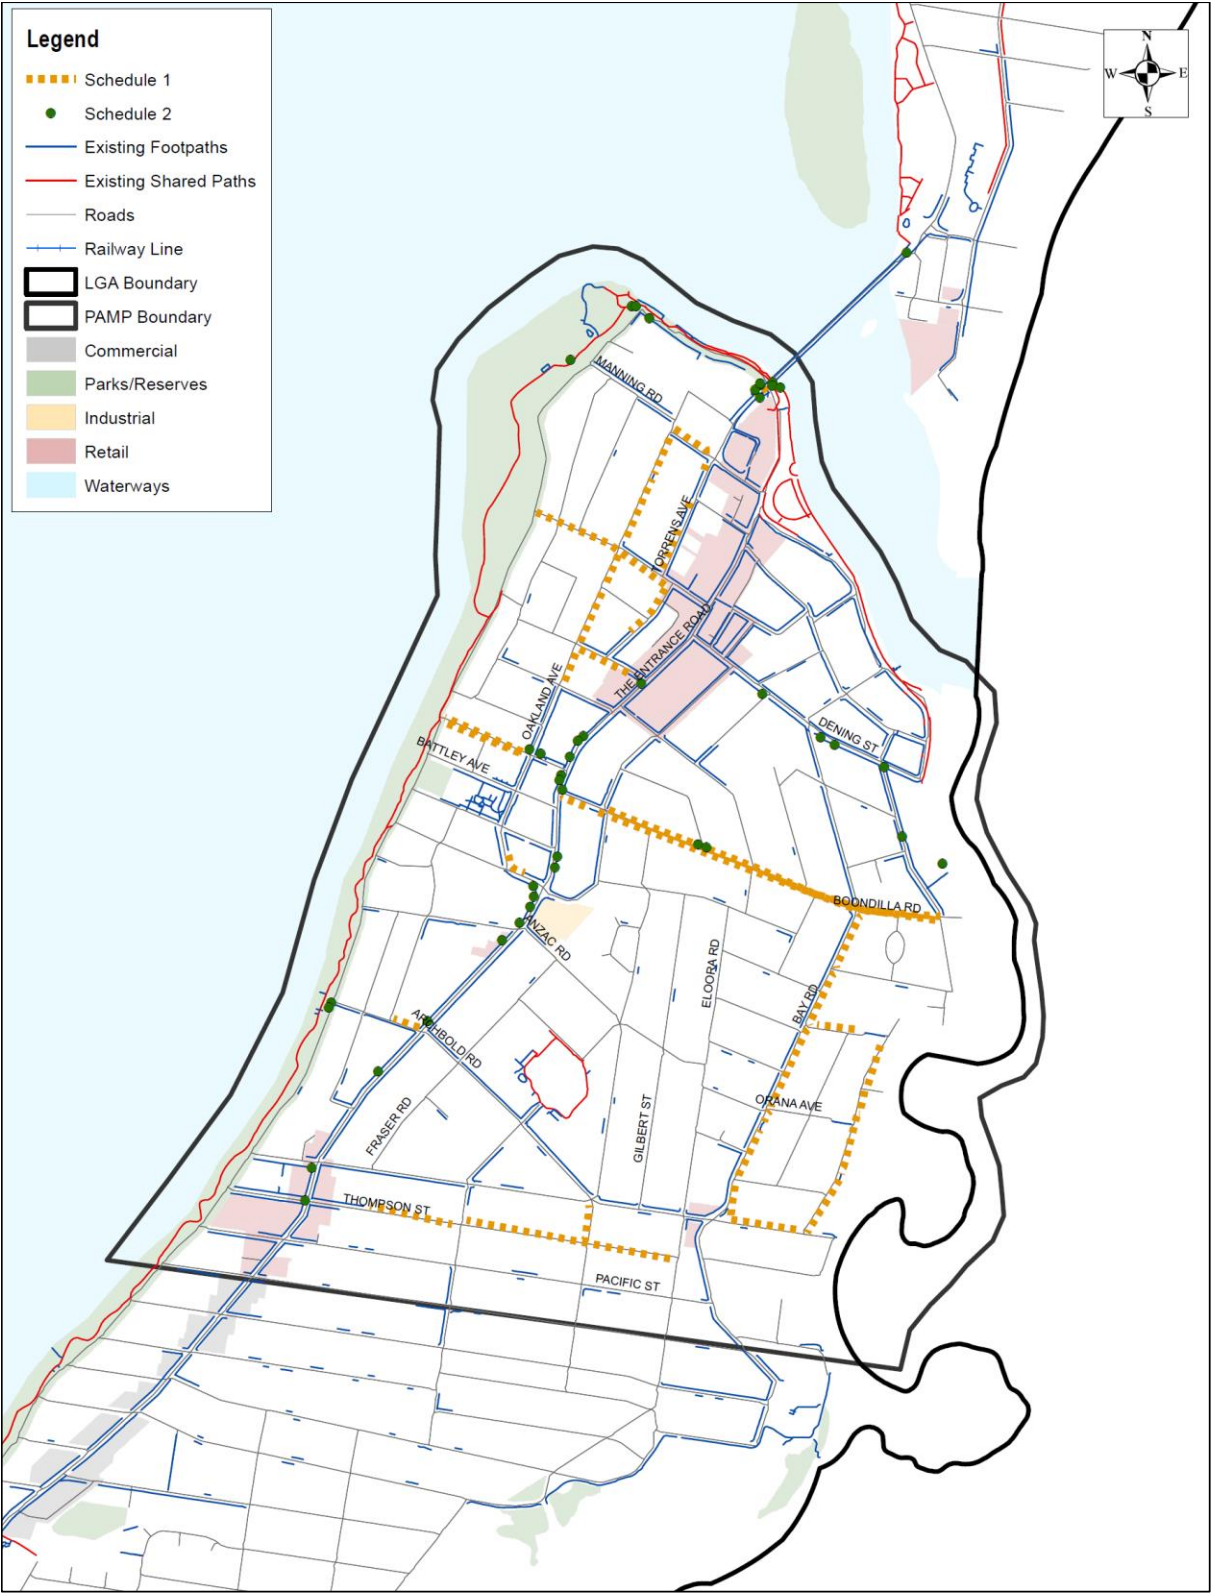 Legend
Schedule 1
Schedule 2
Existing Footpaths
Existing Shared Paths
Roads
Railway Line
LGA Boundary
PAMP Boundary
Commercial
Parks/Reserves
Industrial
Retail
Waterways
N
W E
S
MANNING RD
TORRENS AVE
THE ENTRANCE ROAD
OAKLAND AVE
DENING ST
BATTLEY AVE
BOONDILLA RD
ANZAC RD
ELOORA RD
BAY RD
ARCHBOLD RD
ORANA AVE
FRASER RD
GILBERT ST
THOMPSON ST
PACIFIC ST